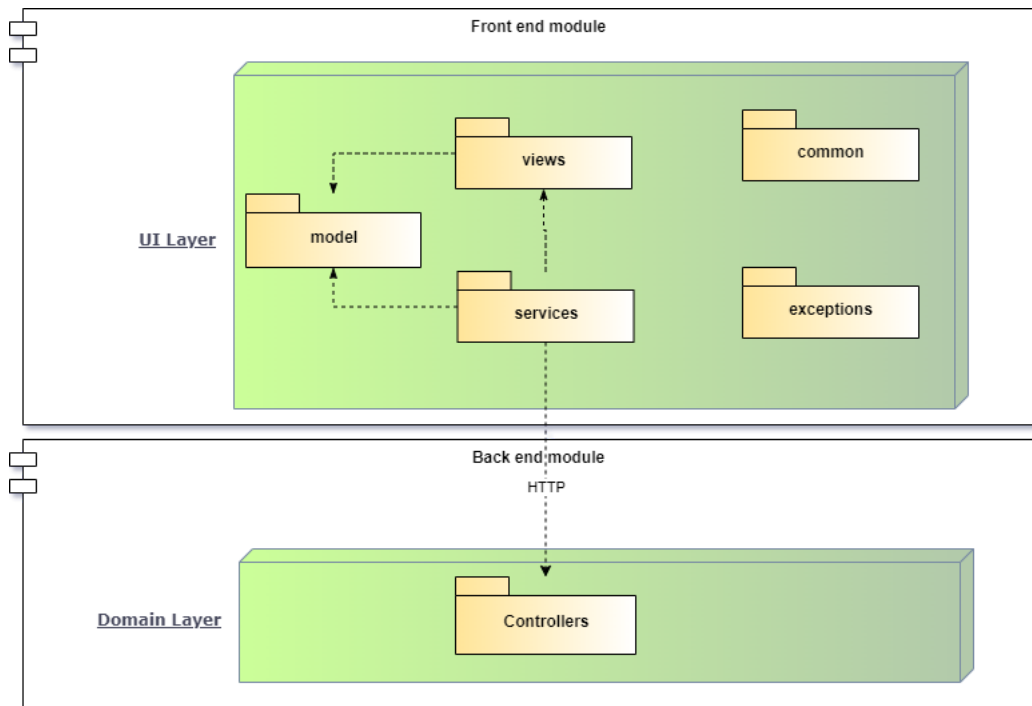 Front end module
views
common
model
UI Layer
services
exceptions
Back end module
HTTP
Controllers
Domain Layer